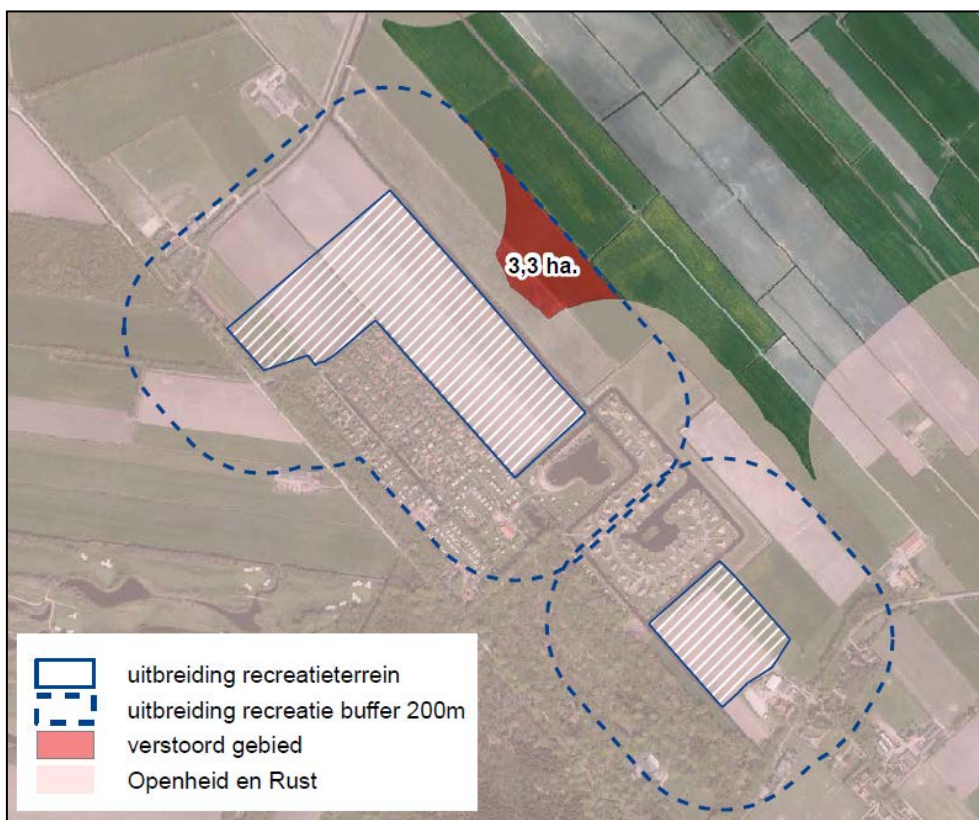 3,3 ha.
uitbreiding recreatieterrein
uitbreiding recreatie buffer 200m
verstoord gebied
Openheid en Rust